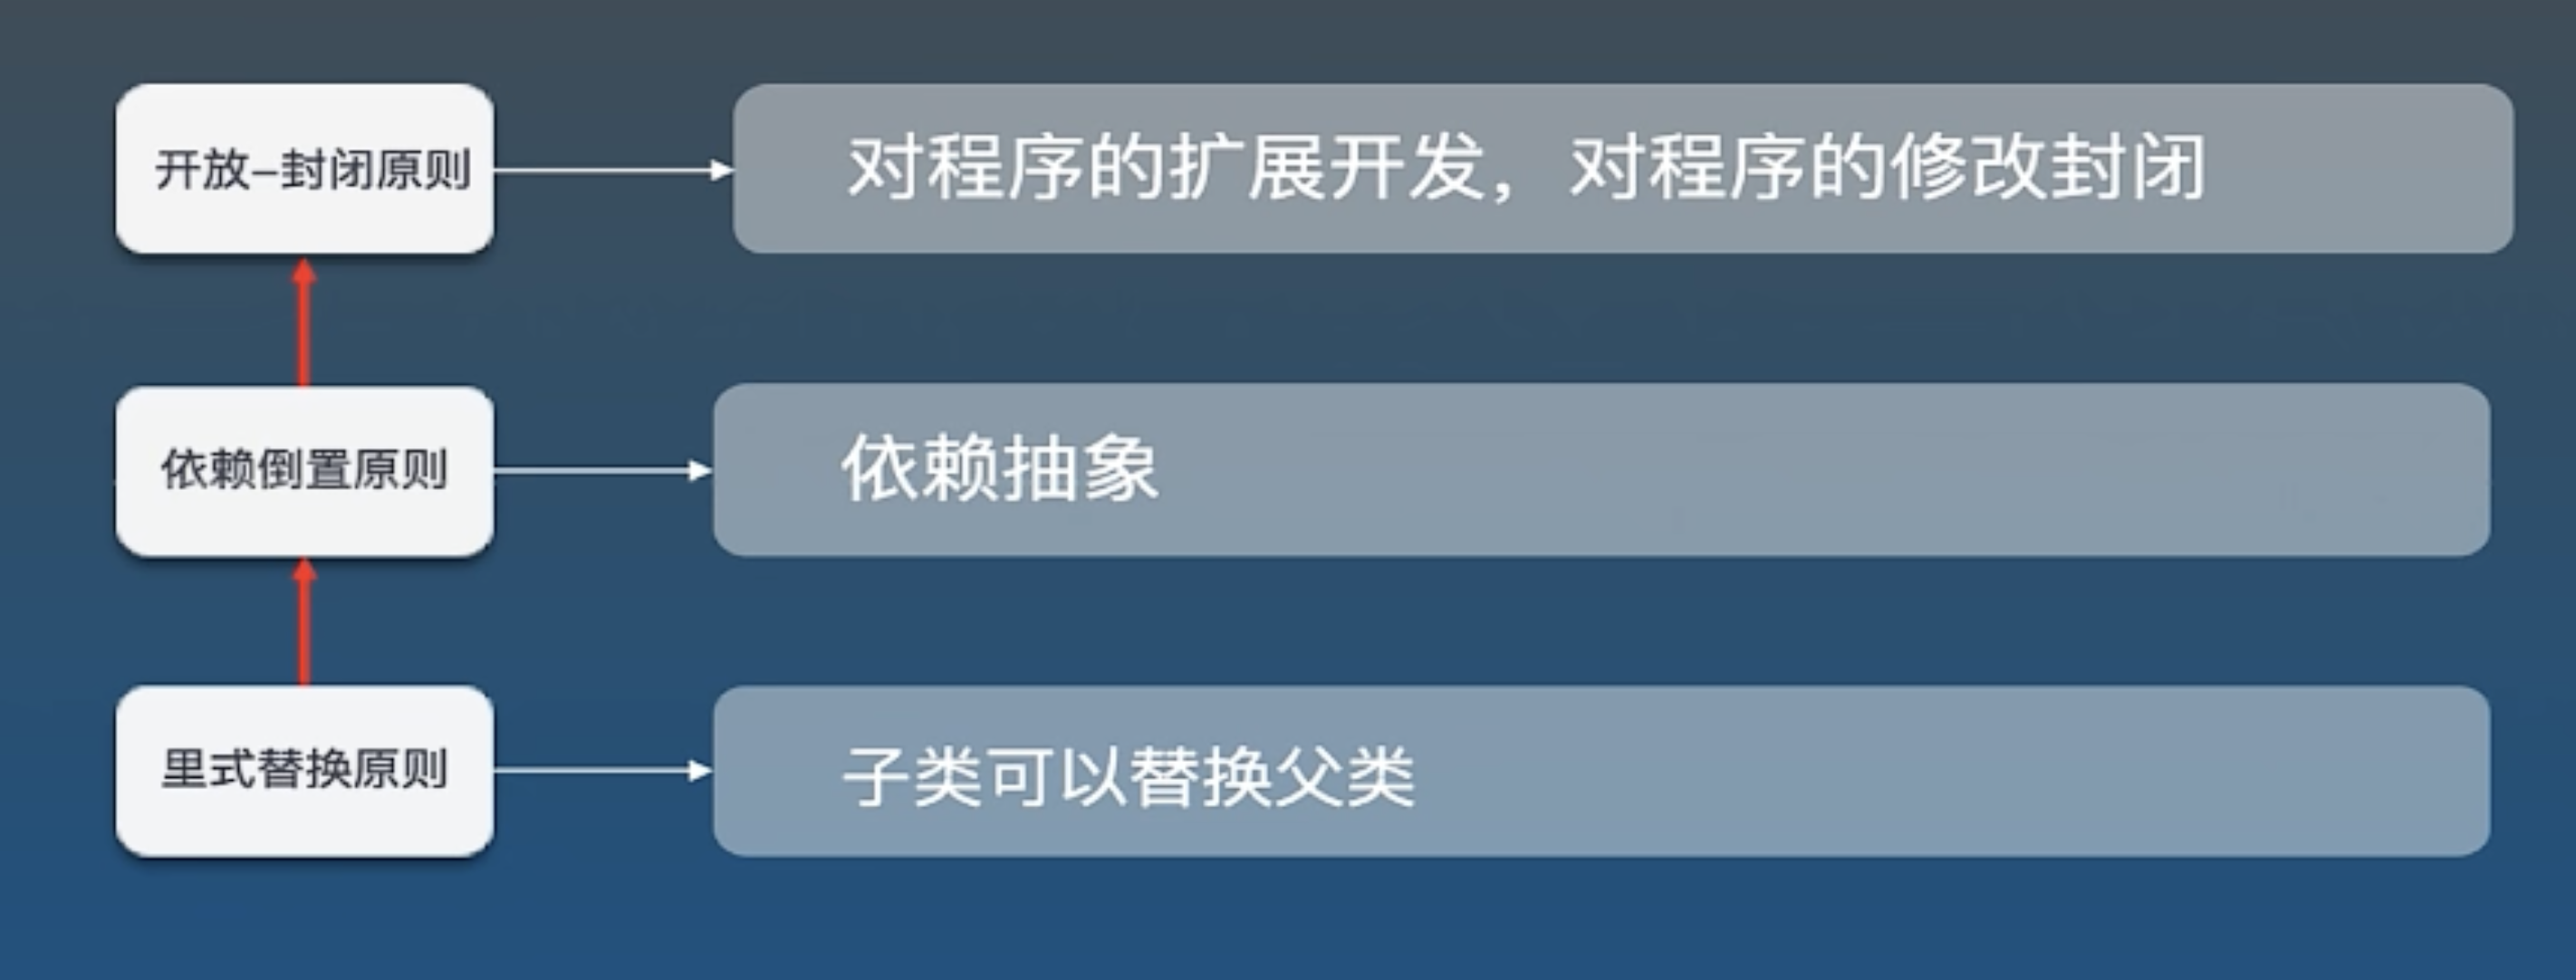 开放–封闭原则
对程序的扩展开发，对程序的修改封闭
依赖倒置原则
依赖抽象
里式替换原则
子类可以替换父类